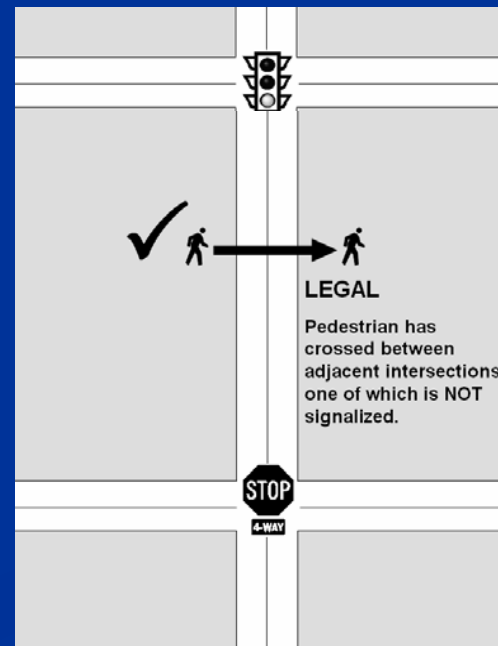 LEGAL
Pedestrian has
crossed between
adjacent intersections
one of which is NOT
signalized.
STOP
4-WAY